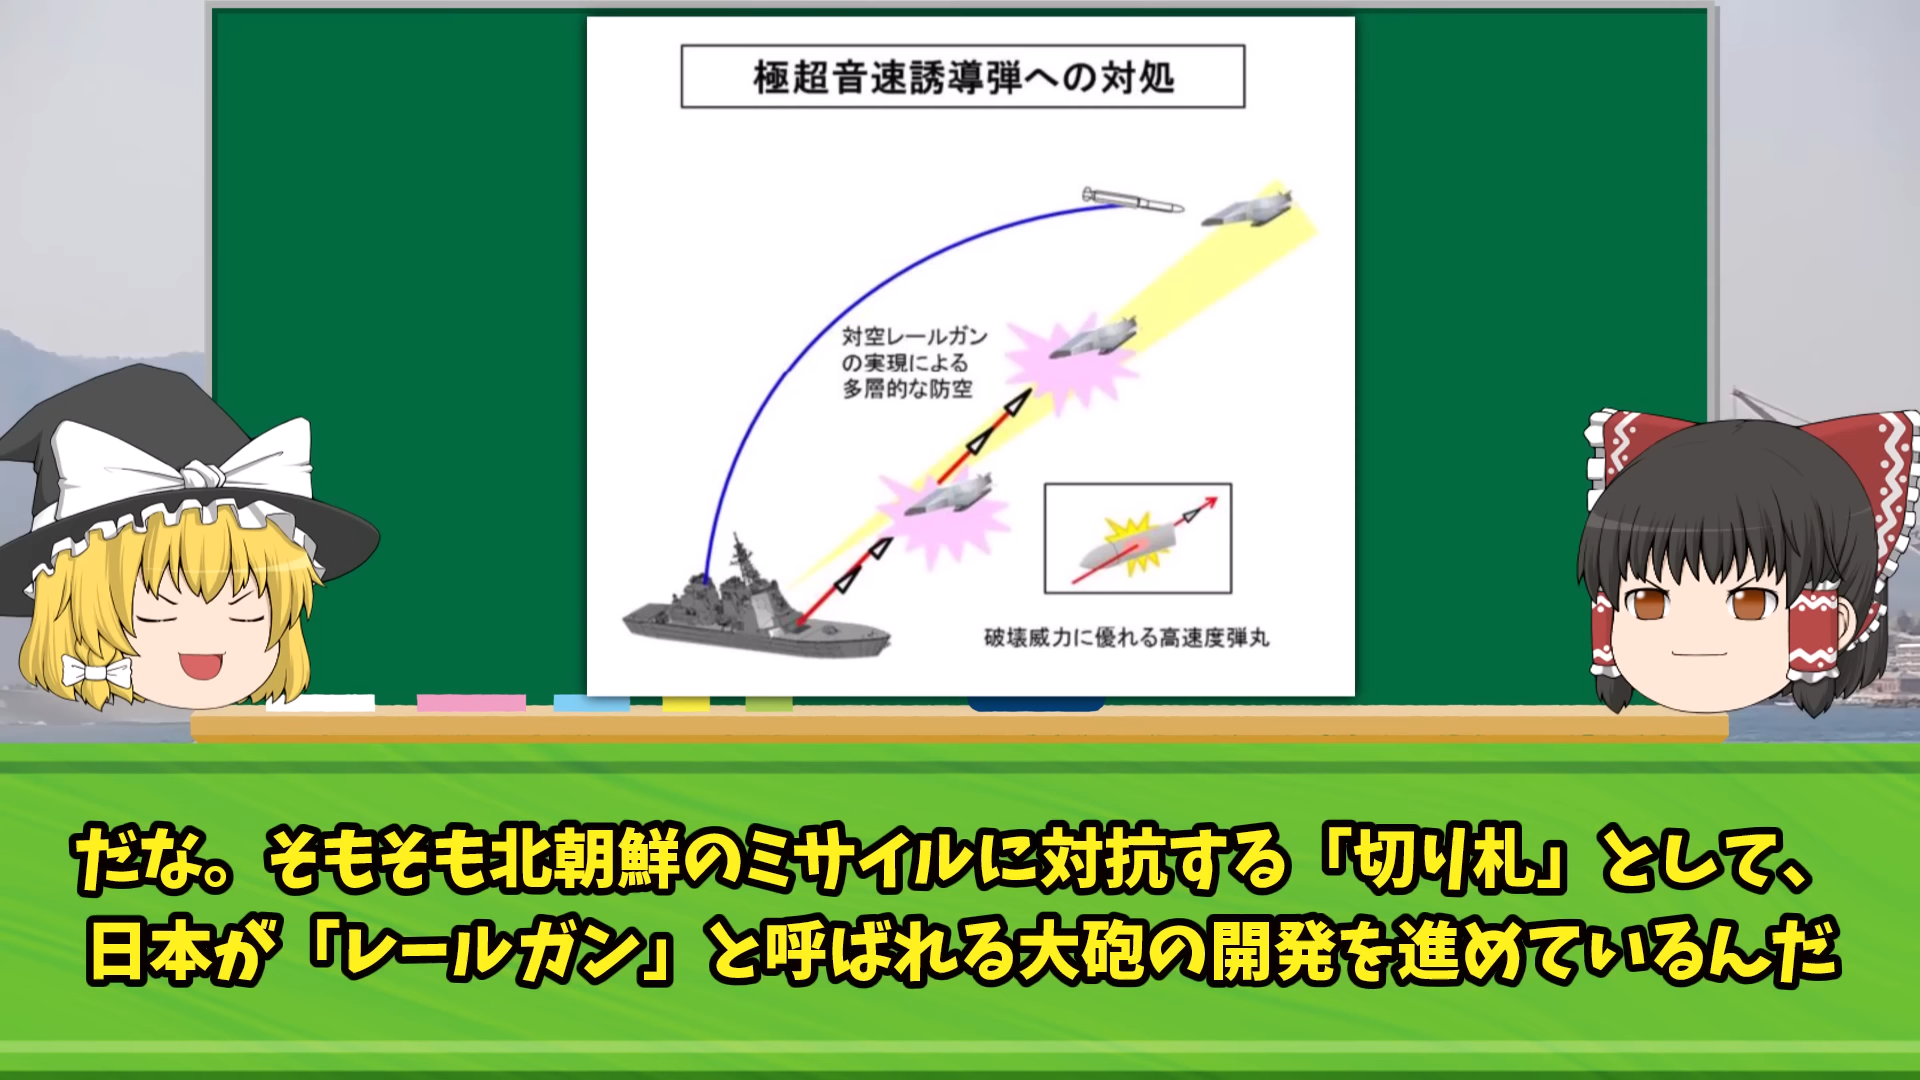 極超音速誘導弾への対処
対空レールガン
の実現による
多層的な防空
破壊威力に優れる高速度弾丸
だな。そもそも北朝鮮のミサイルに対抗する「切り札」として、
日本が「レールガン」と呼ばれる大砲の開発を進めているんだ